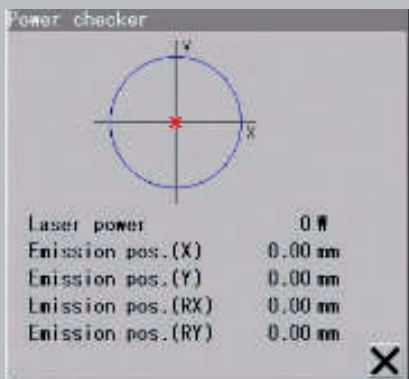 Power checker
Y
X
Laser power 0 W
Emission pos.(X) 0.00 mm
Emission pos.(Y) 0.00 mm
Emission pos.(RX) 0.00 mm
Emission pos.(RY) 0.00 mm